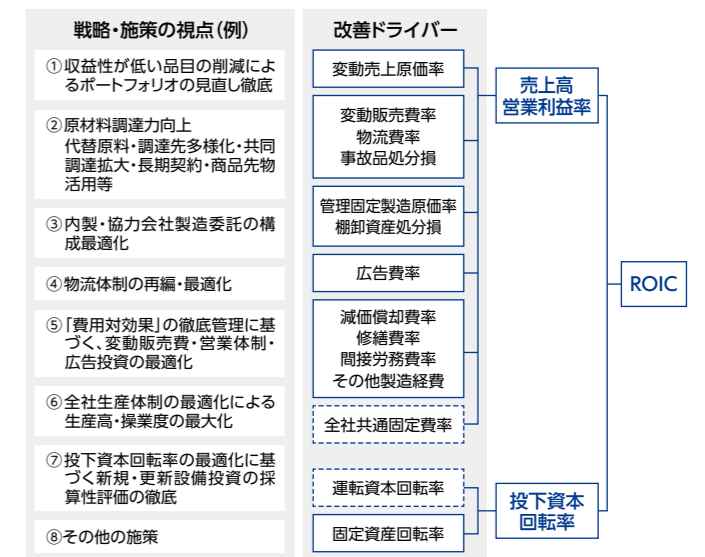 戦略・施策の視点(例)
①収益性が低い品目の削減によ
るポートフォリオの見直し徹底
②原材料調達力向上
代替原料・調達先多様化・共同
調達拡大・長期契約・商品先物
活用等
③内製・協力会社製造委託の構
成最適化
④物流体制の再編・最適化
⑤「費用対効果」の徹底管理に基
づく、変動販売費・営業体制・
広告投資の最適化
⑥全社生産体制の最適化による
生産高・操業度の最大化
⑦投下資本回転率の最適化に基
づく新規・更新設備投資の採
算性評価の徹底
⑧その他の施策
改善ドライバー
変動売上原価率
変動販売費率
物流費率
事故品処分損
管理固定製造原価率
棚卸資産処分損
広告費率
減価償却費率
修繕費率
間接労務費率
その他製造経費
全社共通固定費率
運転資本回転率
固定資産回転率
売上高
営業利益率
投下資本
回転率
ROIC